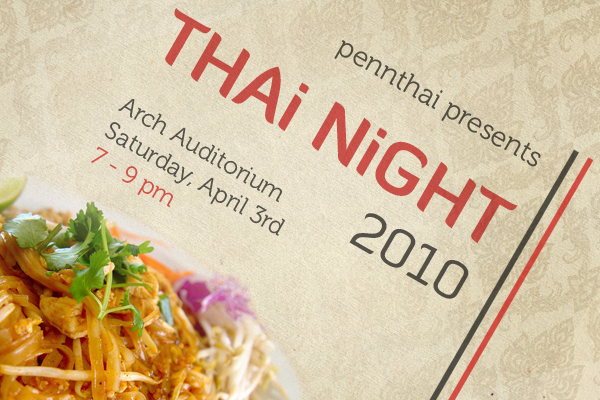 pennthai presents
THAi NiGHT
2010
Arch Auditorium
Saturday, April 3rd
7 - 9 pm